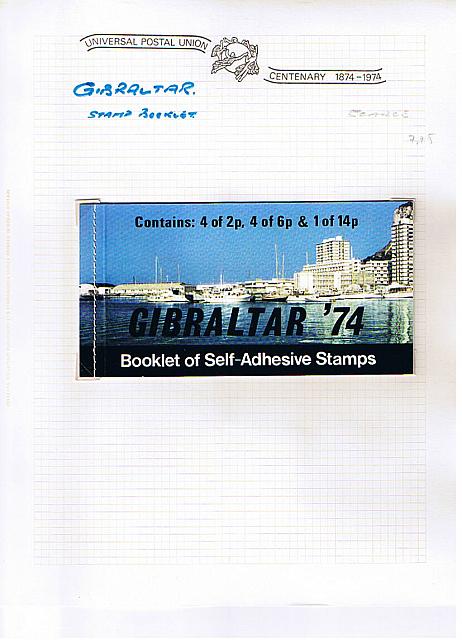 UNIVERSAL POSTAL UNION
CENTENARY 1874-1974
GIBRALTAR.
STAMP BOOKLET.
SCARCE
Contains: 4 of 2p, 4 of 6p & 1 of 14p
GIBRALTAR '74
Booklet of Self-Adhesive Stamps